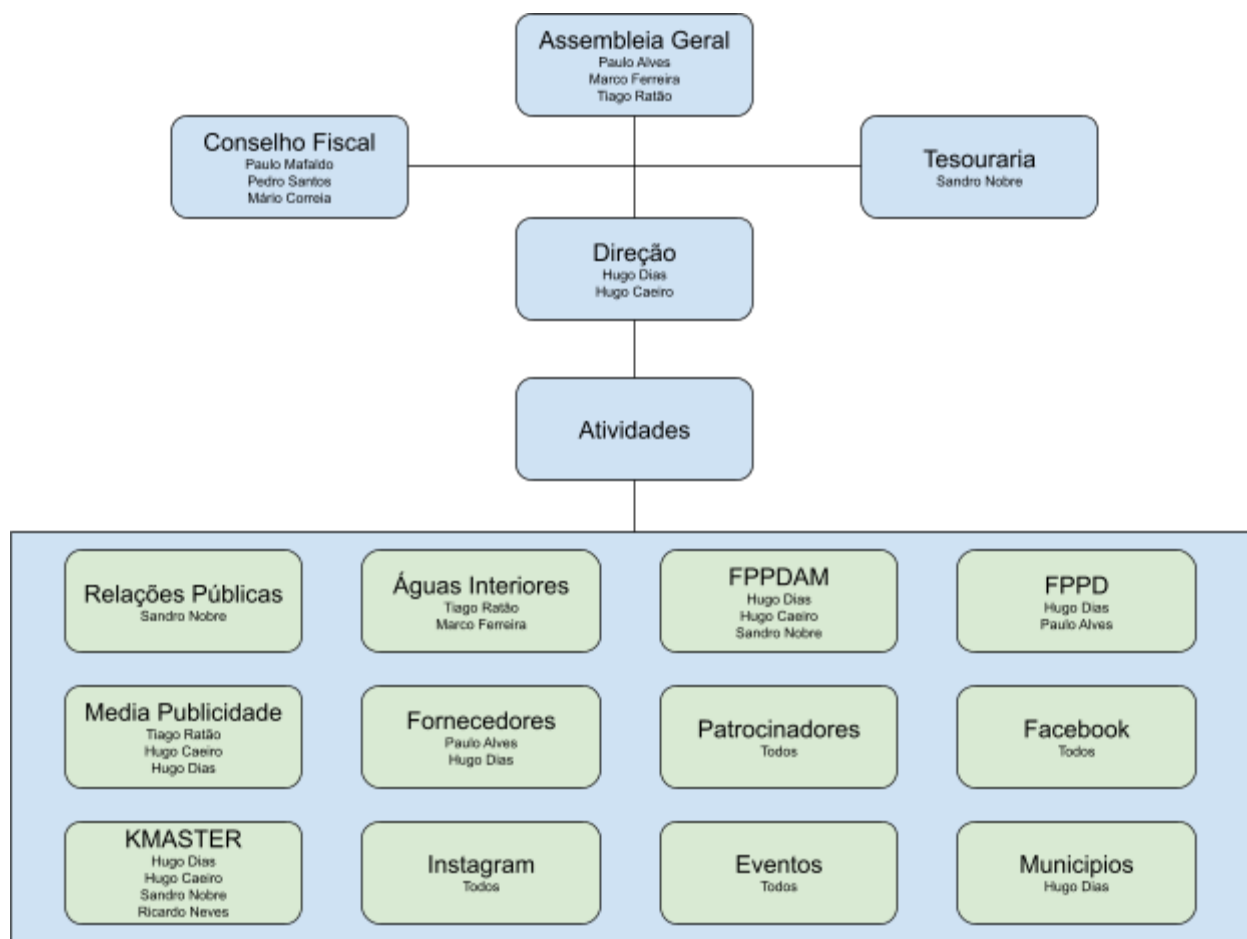 Assembleia Geral
Paulo Alves
Marco Ferreira
Tiago Ratão
Conselho Fiscal
Paulo Mafaldo
Pedro Santos
Mário Correia
Tesouraria
Sandro Nobre
Direção
Hugo Dias
Hugo Caeiro
Atividades
Relações Públicas
Sandro Nobre
Águas Interiores
Tiago Ratão
Marco Ferreira
FPPDAM
Hugo Dias
Hugo Caeiro
Sandro Nobre
FPPD
Hugo Dias
Paulo Alves
Media Publicidade
Tiago Ratão
Hugo Caeiro
Hugo Dias
Fornecedores
Paulo Alves
Hugo Dias
Patrocinadores
Todos
Facebook
Todos
KMASTER
Hugo Dias
Hugo Caeiro
Sandro Nobre
Ricardo Neves
Instagram
Todos
Eventos
Todos
Municipios
Hugo Dias